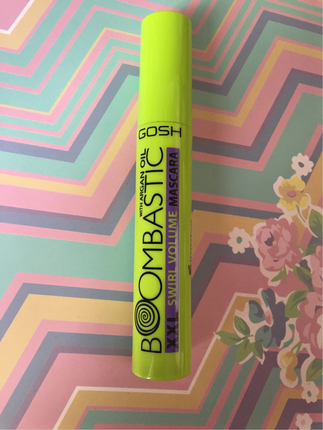 GOSH
WITH ARGAN OIL
BOOMBASTIC
XXL SWIRL VOLUME MASCARA